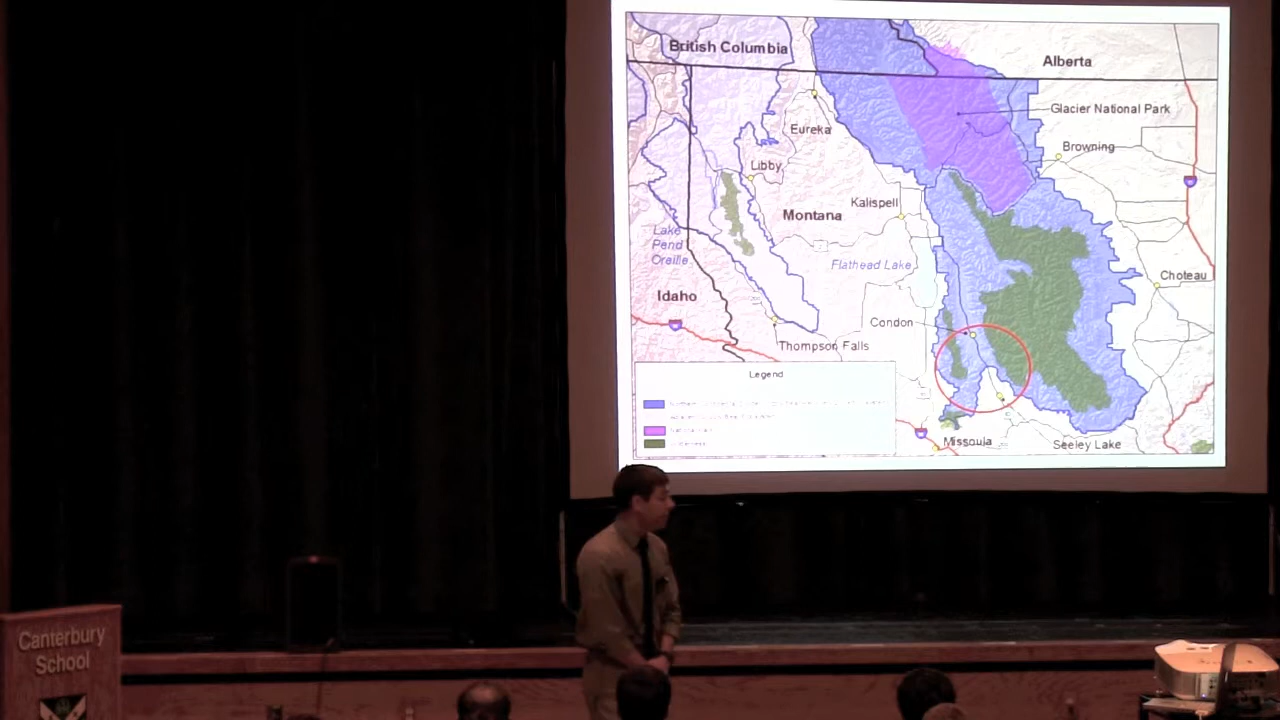 British Columbia
Alberta
Glacier National Park
Eureka
Browning
Libby
Kalispell
Montana
Lake
Pend
Oreille
Flathead Lake
Choteau
Idaho
Condon
Thompson Falls
Legend
Missoula
Seeley Lake
Canterbury
School